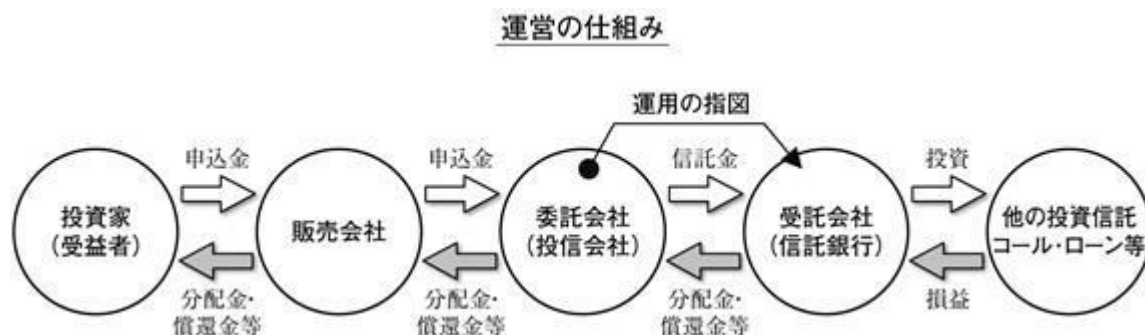 運営の仕組み
運用の指図
申込金
申込金
信託金
投資
投資家
(受益者)
販売会社
委託会社
(投信会社)
受託会社
(信託銀行)
他の投資信託
コール・ローン等
分配金・
償還金等
分配金・
償還金等
分配金・
償還金等
損益